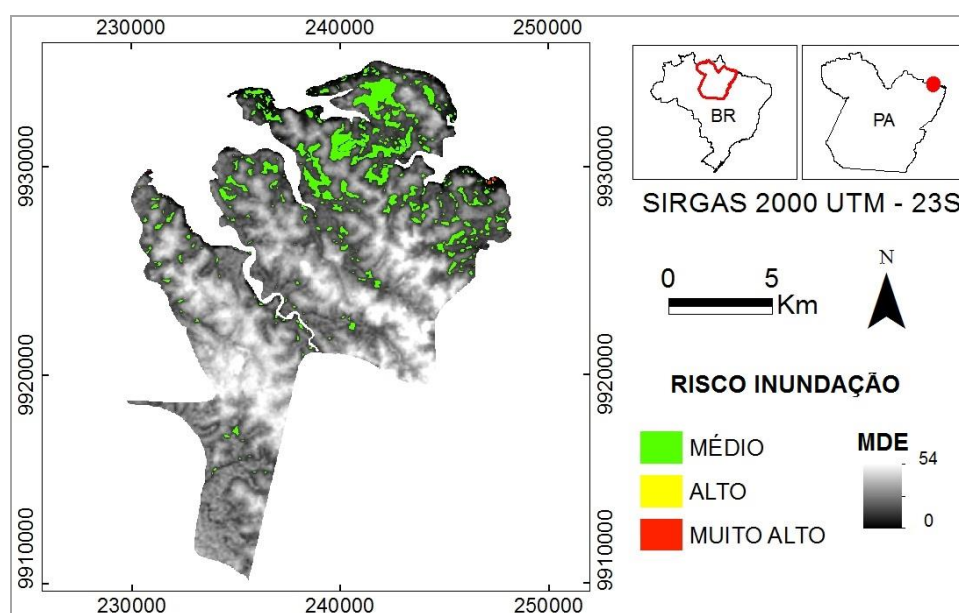 230000 240000 250000
9930000
9920000
9910000
230000 240000 250000
9930000
9920000
9910000
BR
PA
SIRGAS 2000 UTM - 23S
0 5
Km
N
RISCO INUNDAÇÃO
MÉDIO
ALTO
MUITO ALTO
MDE
54
0